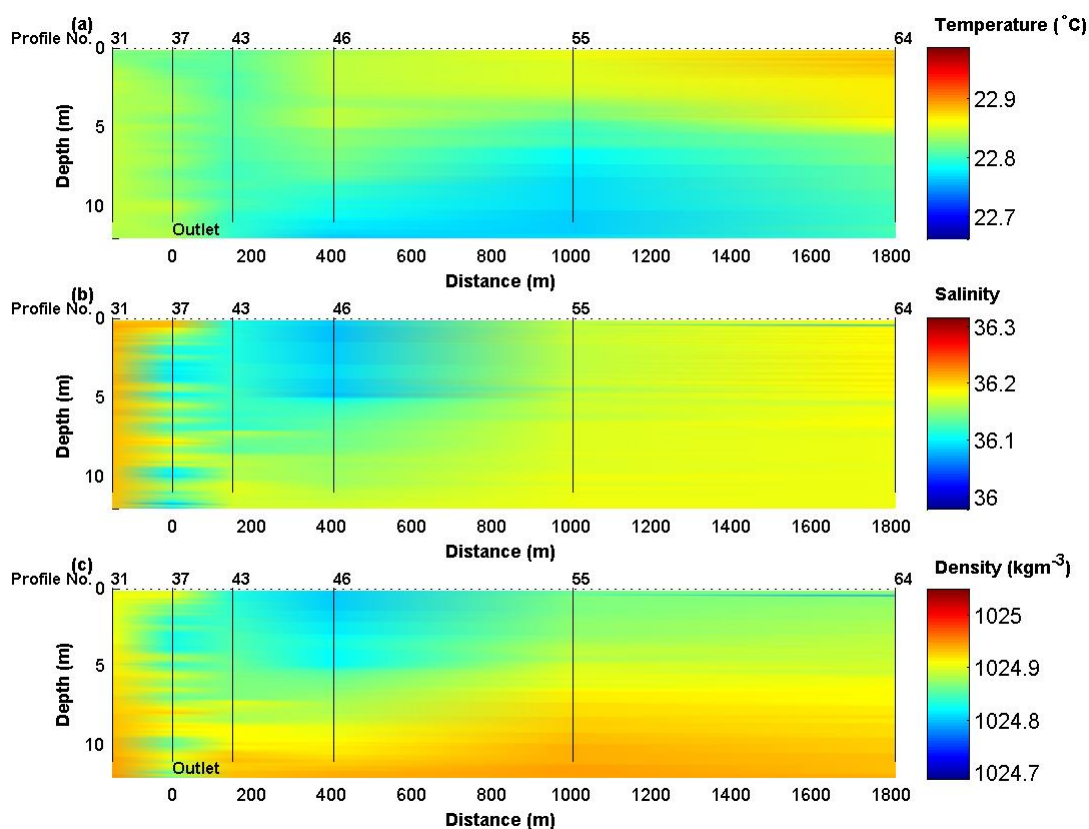 (a)
Temperature (˚C)
Profile No. 31 37 43 46 55 64
0
5
10
Depth (m)
Outlet
0 200 400 600 800 1000 1200 1400 1600 1800
Distance (m)
22.9
22.8
22.7
(b)
Salinity
Profile No. 31 37 43 46 55 64
0
5
10
Depth (m)
0 200 400 600 800 1000 1200 1400 1600 1800
Distance (m)
36.3
36.2
36.1
36
(c)
Density (kgm⁻³)
Profile No. 31 37 43 46 55 64
0
5
10
Depth (m)
Outlet
0 200 400 600 800 1000 1200 1400 1600 1800
Distance (m)
1025
1024.9
1024.8
1024.7